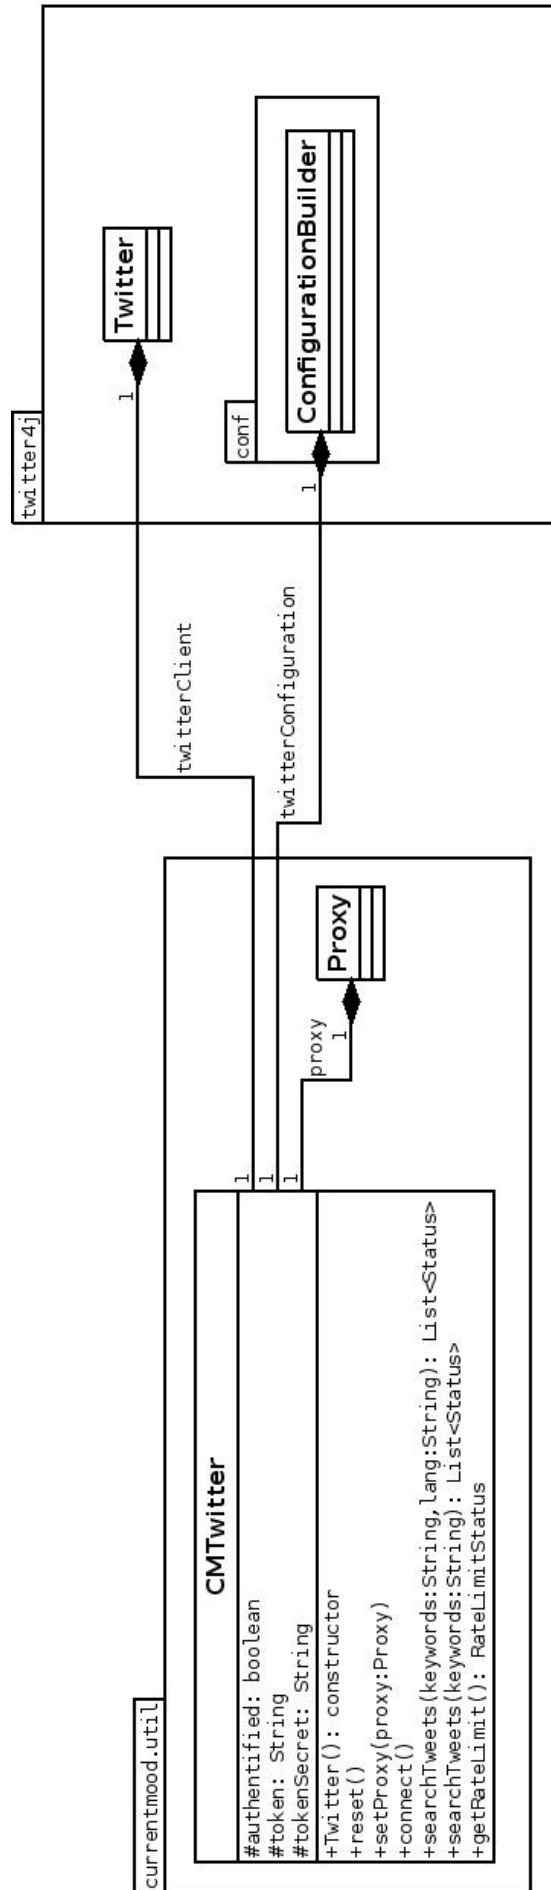 currentmood.util
CMTwitter
#authentified: boolean
#token: String
#tokenSecret: String
+Twitter(): constructor
+reset()
+setProxy(proxy:Proxy)
+connect()
+searchTweets(keywords:String,lang:String): List<Status>
+searchTweets(keywords:String): List<Status>
+getRateLimit(): RateLimitStatus
1
1
1
proxy
1
Proxy
twitterClient
twitterConfiguration
twitter4j
1
Twitter
conf
1
ConfigurationBuilder